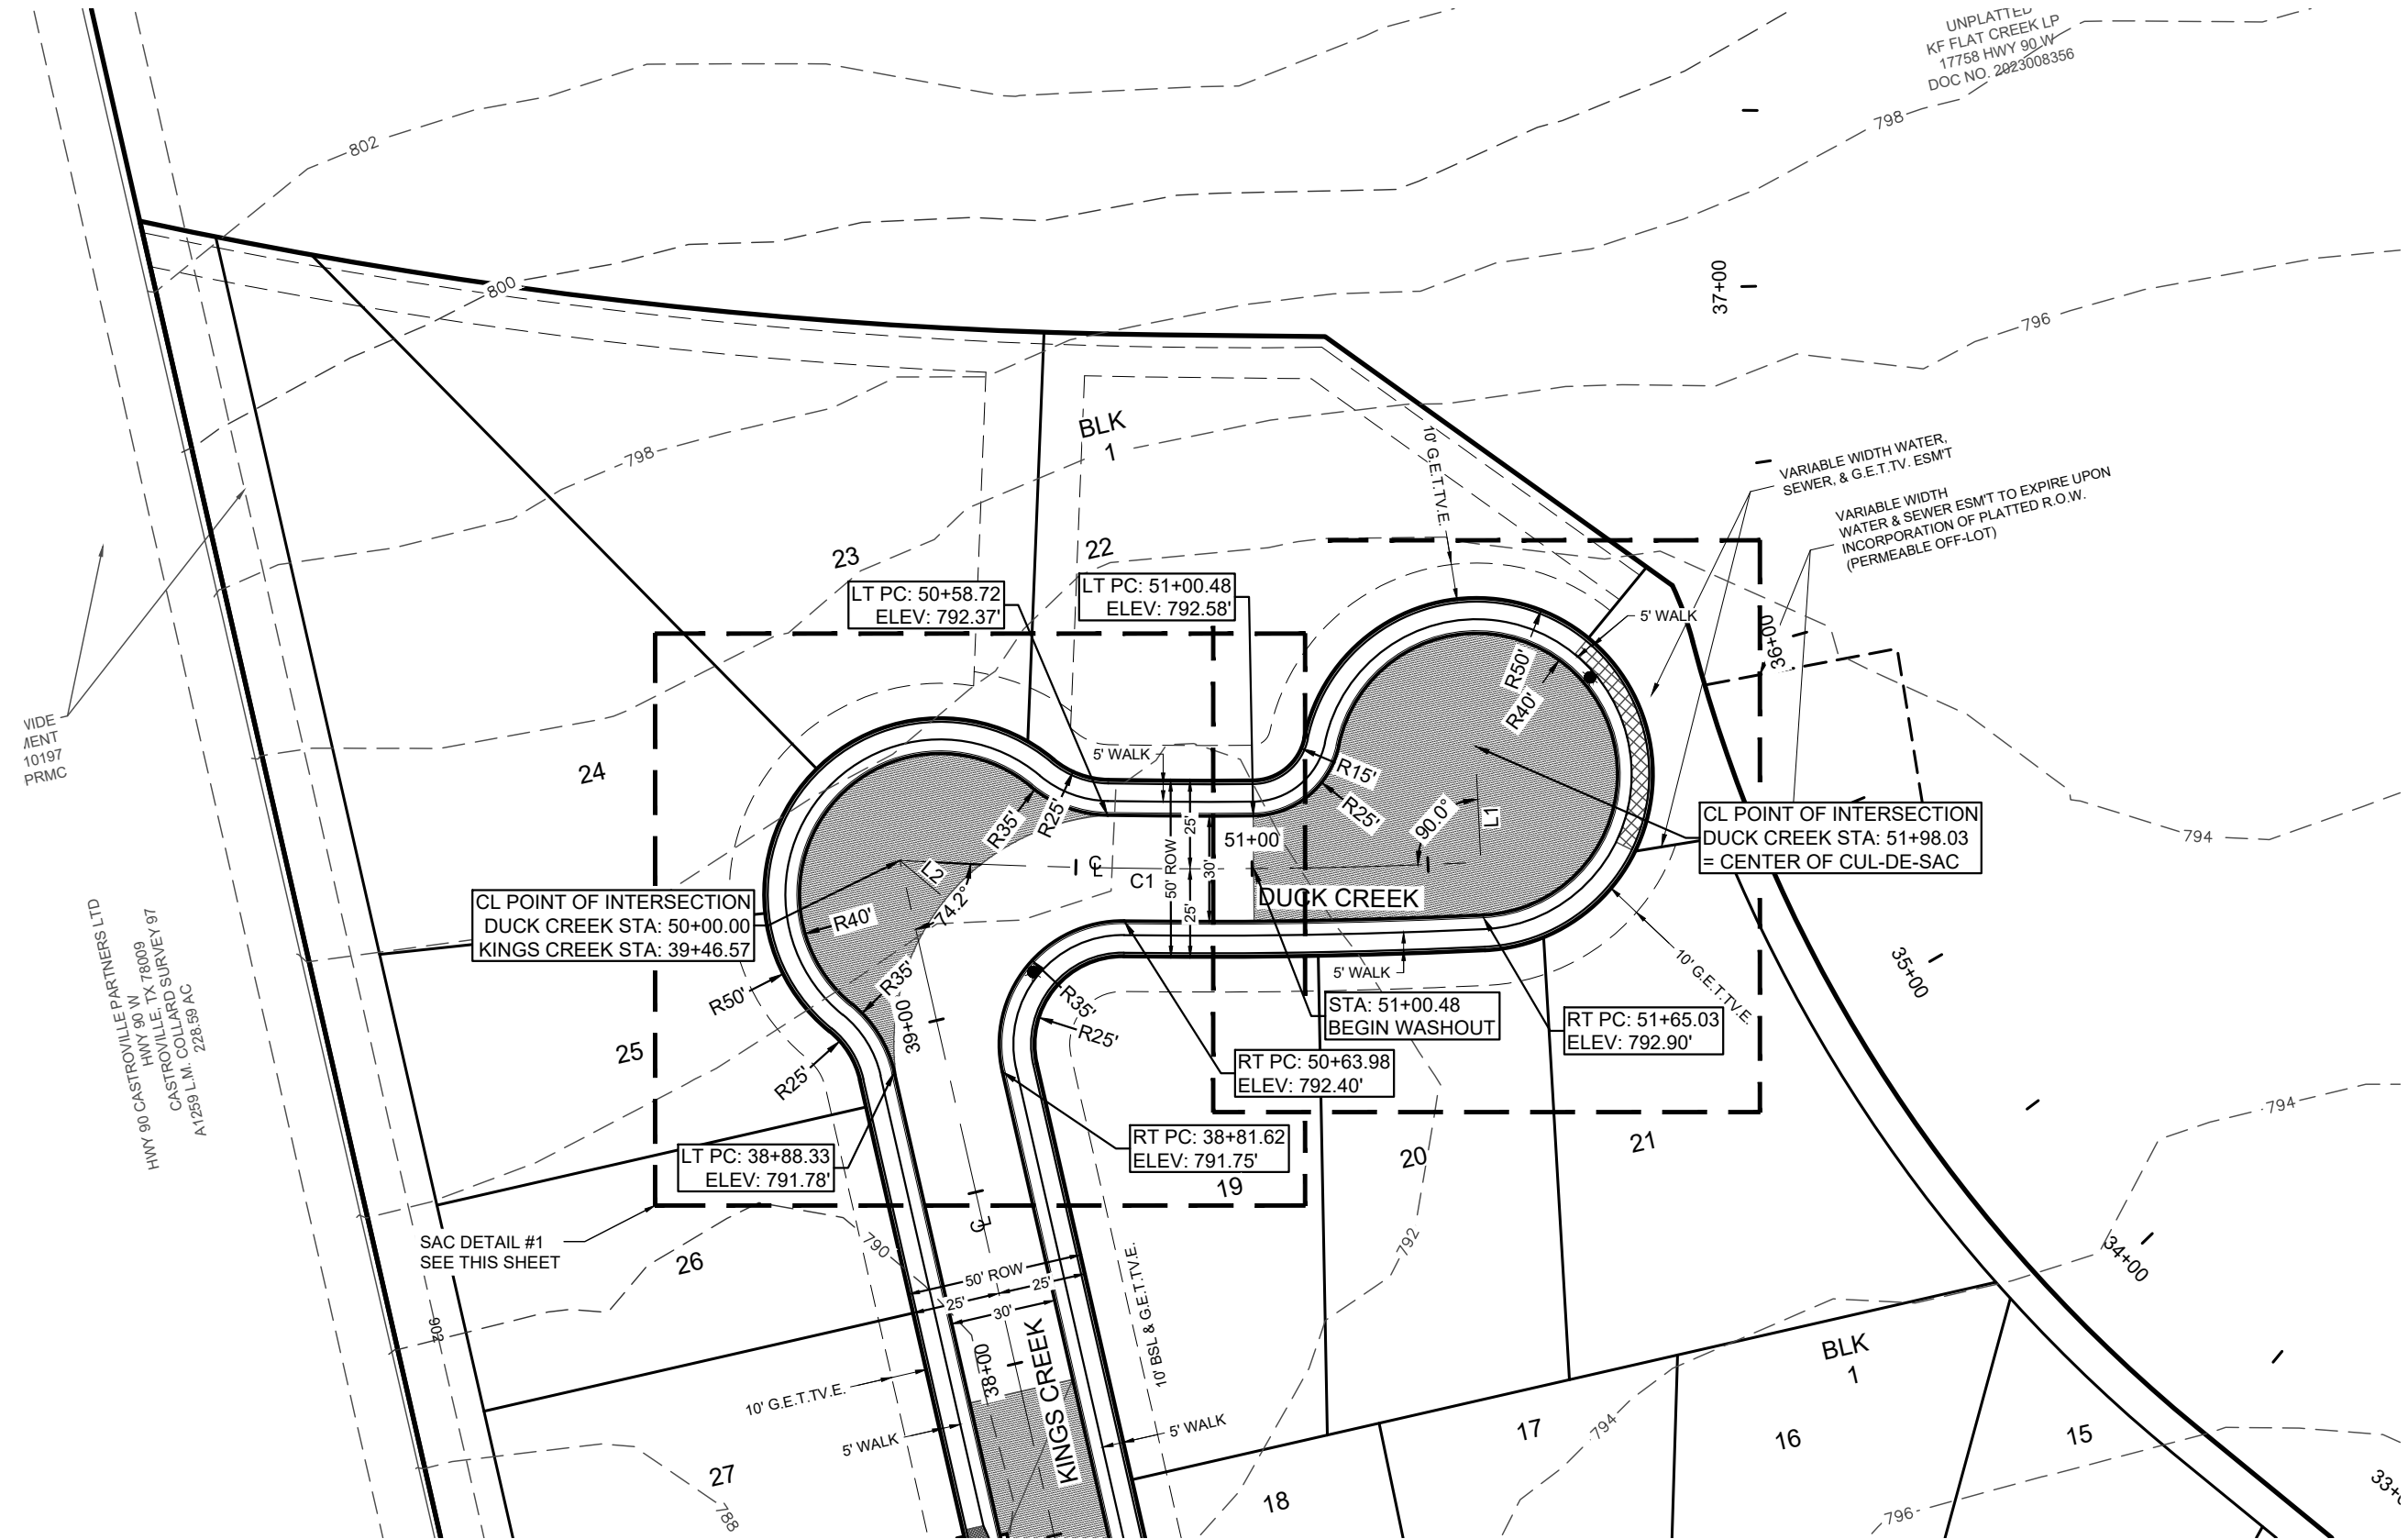 UNPLATTED
KF FLAT CREEK LP
17758 HWY 90 W
DOC NO. 2023008356
802
798
800
37+00
796
BLK
1
798
10' G.E.T.TV.E.
VARIABLE WIDTH WATER,
SEWER, & G.E.T.TV. ESM'T
VARIABLE WIDTH
WATER & SEWER ESM'T TO EXPIRE UPON
INCORPORATION OF PLATTED R.O.W.
(PERMEABLE OFF-LOT)
23
22
LT PC: 50+58.72
ELEV: 792.37'
LT PC: 51+00.48
ELEV: 792.58'
5' WALK
36+00
R50'
R40'
VIDE
MENT
10197
PRMC
24
5' WALK
R15'
R25'
R35'
R25'
90.0°
L1
51+00
25'
50' ROW
30'
25'
CL
C1
L2
74.2°
DUCK CREEK
CL POINT OF INTERSECTION
DUCK CREEK STA: 51+98.03
= CENTER OF CUL-DE-SAC
794
CL POINT OF INTERSECTION
DUCK CREEK STA: 50+00.00
KINGS CREEK STA: 39+46.57
R40'
R35'
R50'
39+00
R35'
R25'
5' WALK
10' G.E.T.TV.E.
35+00
STA: 51+00.48
BEGIN WASHOUT
RT PC: 51+65.03
ELEV: 792.90'
RT PC: 50+63.98
ELEV: 792.40'
HWY 90 CASTROVILLE PARTNERS LTD
HWY 90 W
CASTROVILLE, TX 78009
A1259 L.M. COLLARD SURVEY 97
228.59 AC
25
R25'
794
LT PC: 38+88.33
ELEV: 791.78'
RT PC: 38+81.62
ELEV: 791.75'
19
20
21
SAC DETAIL #1
SEE THIS SHEET
26
790
CL
792
34+00
50' ROW
25'
25'
30'
10' BSL & G.E.T.TV.E.
902
38+00
KINGS CREEK
BLK
1
10' G.E.T.TV.E.
5' WALK
5' WALK
27
788
18
17
794
16
15
796